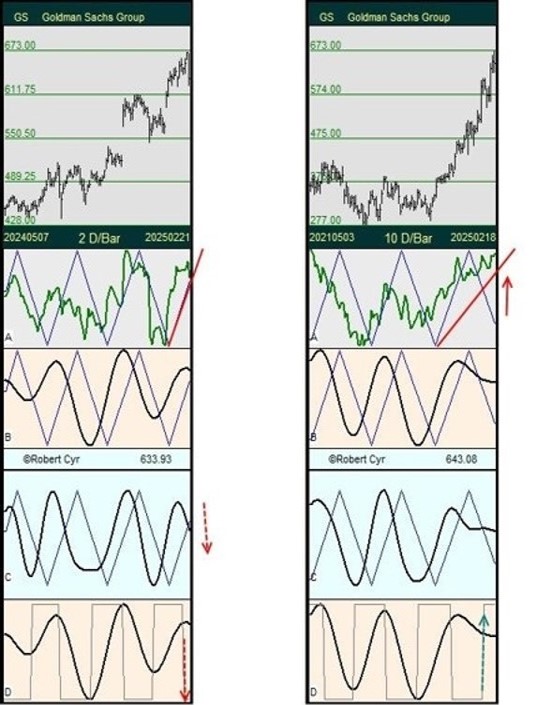 GS Goldman Sachs Group
673.00
611.75
550.50
489.25
428.00
20240507 2 D/Bar 20250221
A
B
©Robert Cyr 633.93
C
D
GS Goldman Sachs Group
673.00
574.00
475.00
277.00
20210503 10 D/Bar 20250218
A
B
©Robert Cyr 643.08
C
D